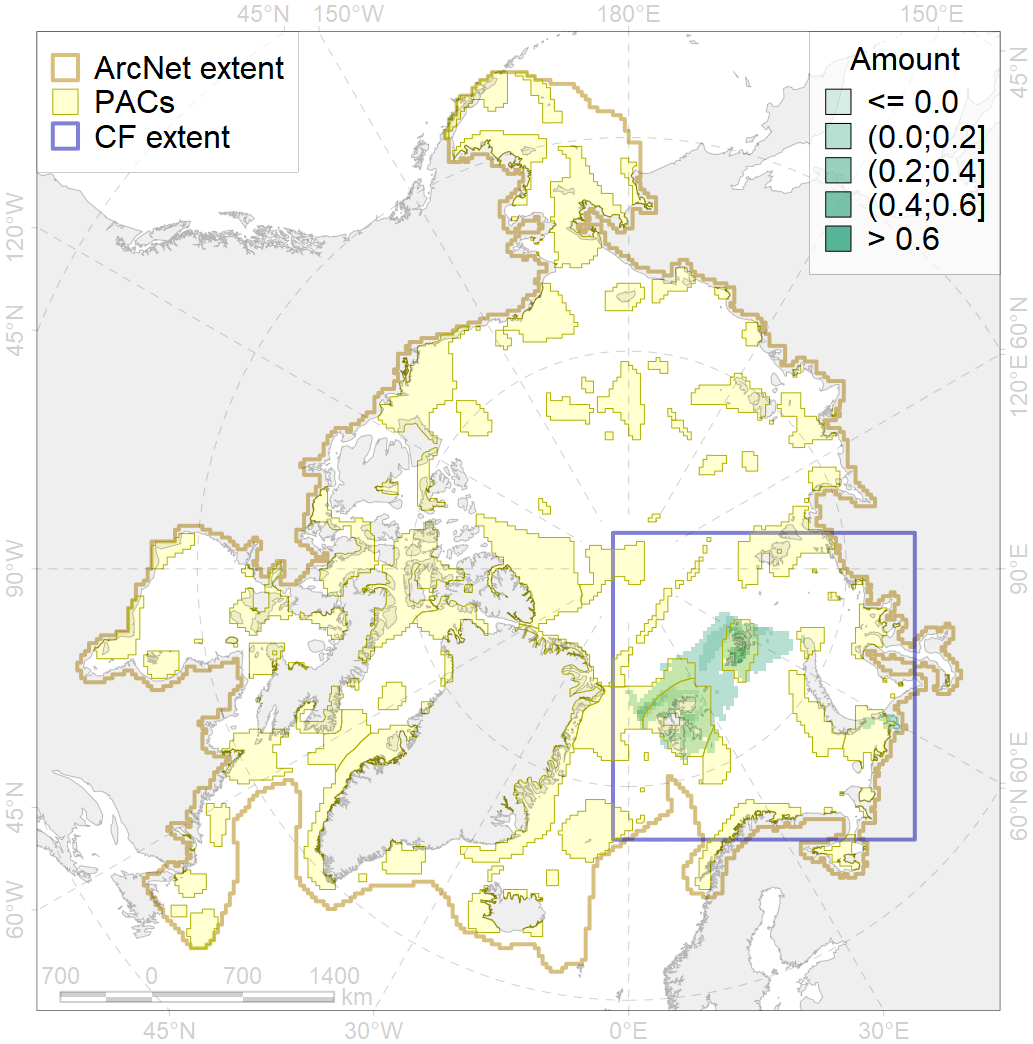 45°N 150°W 180°E 150°E
ArcNet extent
PACs
CF extent
Amount
<= 0.0
(0.0;0.2]
(0.2;0.4]
(0.4;0.6]
> 0.6
45°N
120°W
60°N
45°N
120°E
90°W
90°E
60°E
45°N
60°N
60°W
700 0 700 1400
km
45°W 30°W 0°E 30°E